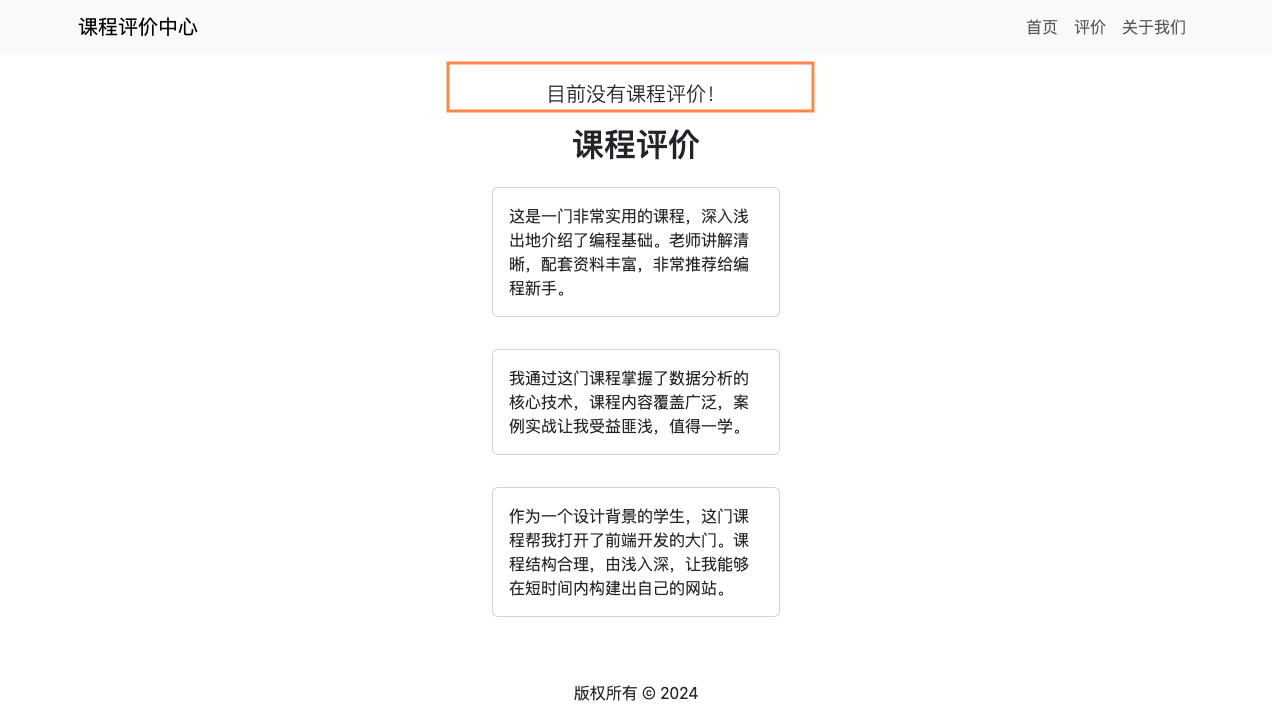 课程评价中心
首页 评价 关于我们
目前没有课程评价！
课程评价
这是一门非常实用的课程，深入浅
出地介绍了编程基础。老师讲解清
晰，配套资料丰富，非常推荐给编
程新手。
我通过这门课程掌握了数据分析的
核心技术，课程内容覆盖广泛，案
例实战让我受益匪浅，值得一学。
作为一个设计背景的学生，这门课
程帮我打开了前端开发的大门。课
程结构合理，由浅入深，让我能够
在短时间内构建出自己的网站。
版权所有 © 2024